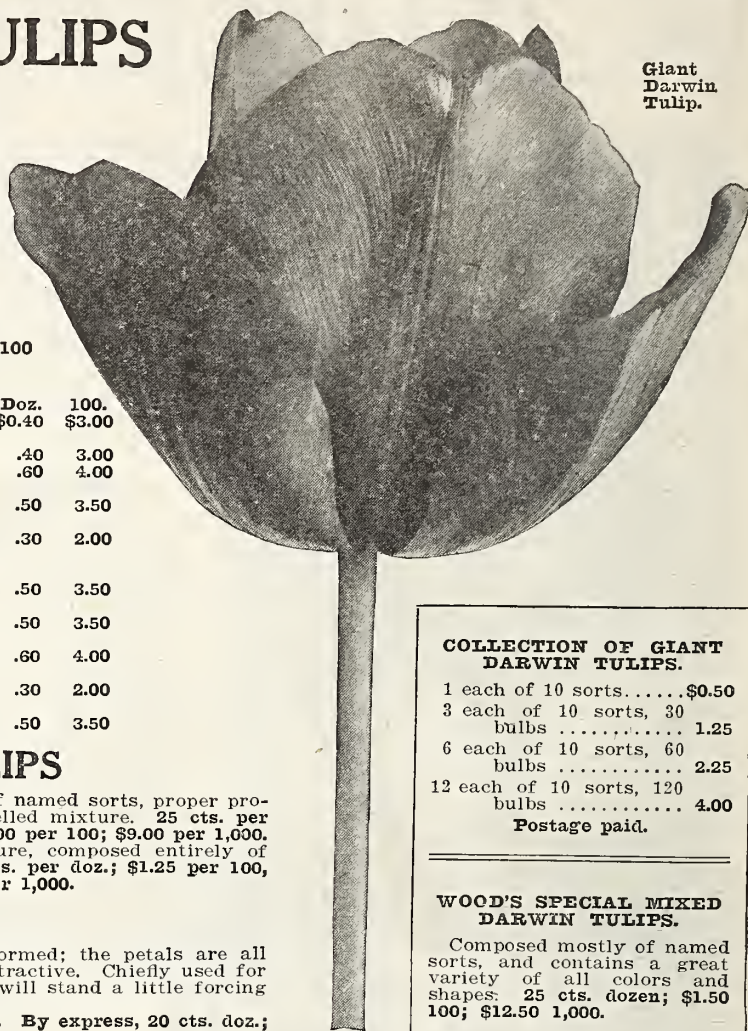 ULIPS
Giant
Darwin
Tulip.
100
Doz. 100.
$0.40 $3.00
.40 3.00
.60 4.00
.50 3.50
.30 2.00
.50 3.50
.50 3.50
.60 4.00
.30 2.00
.50 3.50
LIPS
f named sorts, proper pro-
elled mixture. 25 cts. per
00 per 100; $9.00 per 1,000.
ure, composed entirely of
s. per doz.; $1.25 per 100,
r 1,000.
ormed; the petals are all
tractive. Chiefly used for
will stand a little forcing
. By express, 20 cts. doz.;
COLLECTION OF GIANT
DARWIN TULIPS.
1 each of 10 sorts......$0.50
3 each of 10 sorts, 30
bulbs ............ 1.25
6 each of 10 sorts, 60
bulbs ............ 2.25
12 each of 10 sorts, 120
bulbs ............ 4.00
Postage paid.
WOOD'S SPECIAL MIXED
DARWIN TULIPS.
Composed mostly of named
sorts, and contains a great
variety of all colors and
shapes. 25 cts. dozen; $1.50
100; $12.50 1,000.